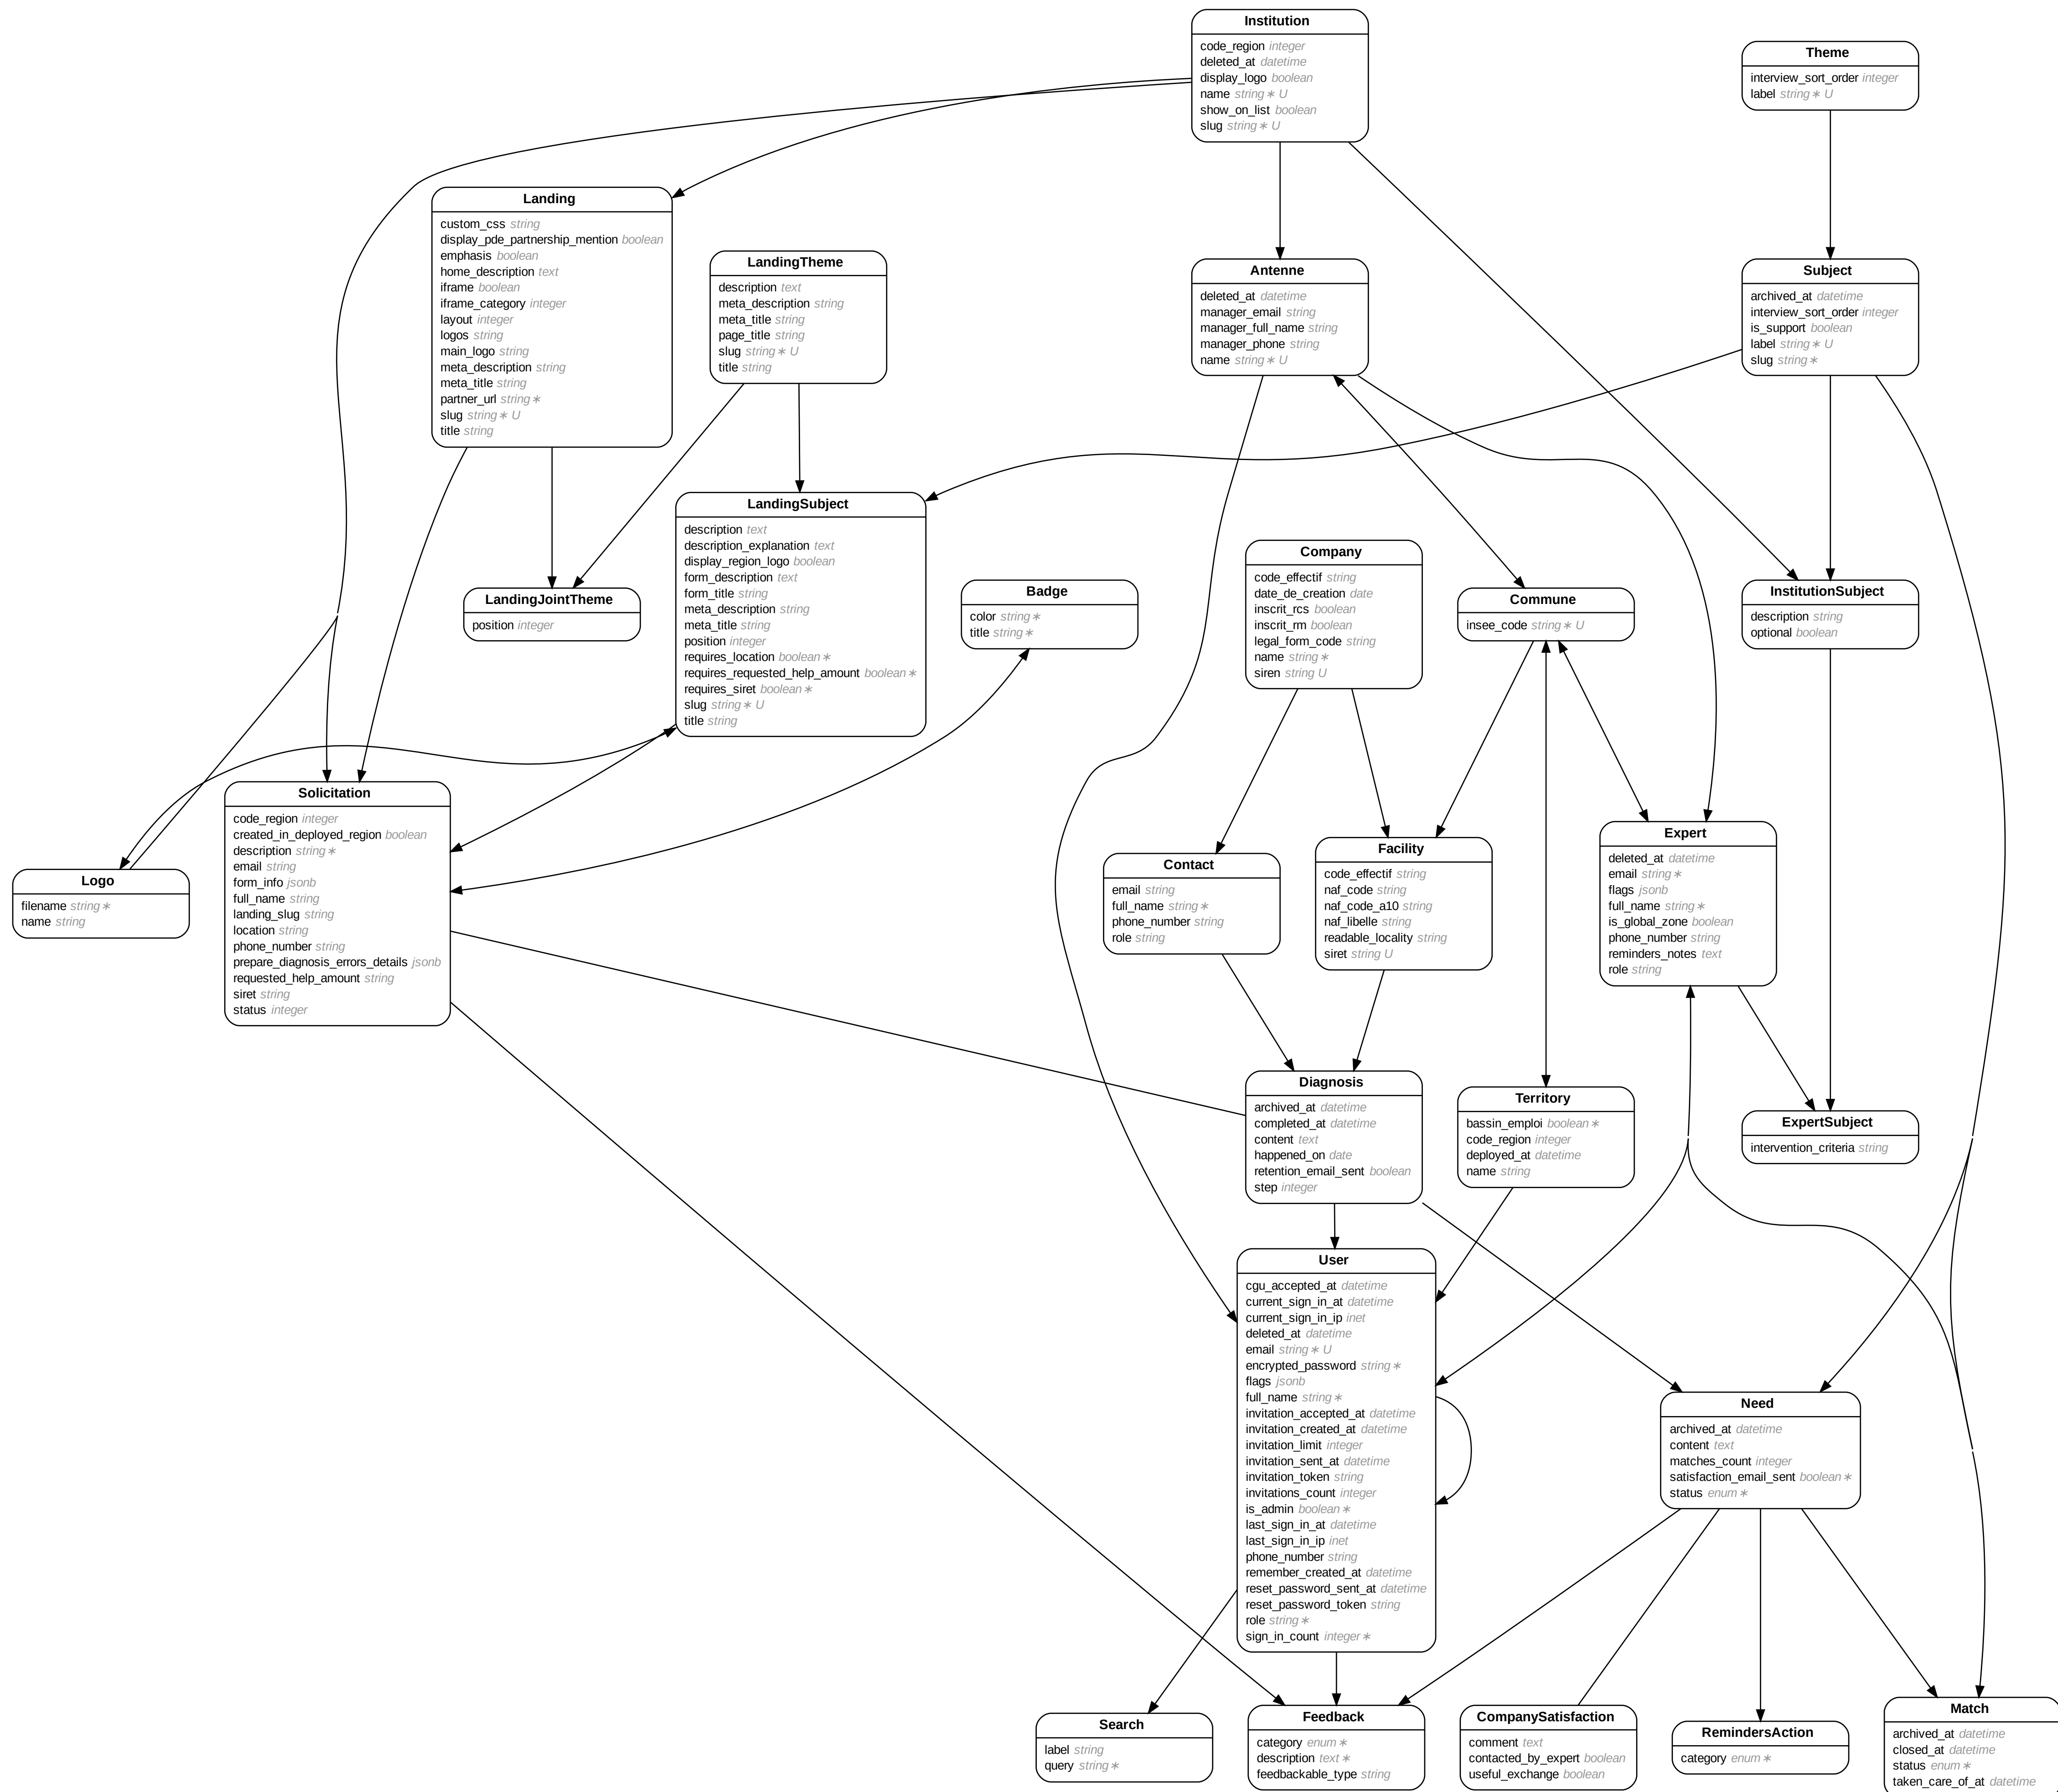 Institution
code_region integer
deleted_at datetime
display_logo boolean
name string∗ U
show_on_list boolean
slug string∗ U
Theme
interview_sort_order integer
label string∗ U
Landing
custom_css string
display_pde_partnership_mention boolean
emphasis boolean
home_description text
iframe boolean
iframe_category integer
layout integer
logos string
main_logo string
meta_description string
meta_title string
partner_url string∗
slug string∗ U
title string
LandingTheme
description text
meta_description string
meta_title string
page_title string
slug string∗ U
title string
Antenne
deleted_at datetime
manager_email string
manager_full_name string
manager_phone string
name string∗ U
Subject
archived_at datetime
interview_sort_order integer
is_support boolean
label string∗ U
slug string∗
LandingSubject
description text
description_explanation text
display_region_logo boolean
form_description text
form_title string
meta_description string
meta_title string
position integer
requires_location boolean∗
requires_requested_help_amount boolean∗
requires_siret boolean∗
slug string∗ U
title string
LandingJointTheme
position integer
Badge
color string∗
title string∗
Company
code_effectif string
date_de_creation date
inscrit_rcs boolean
inscrit_rm boolean
legal_form_code string
name string∗
siren string U
Commune
insee_code string∗ U
InstitutionSubject
description string
optional boolean
Solicitation
code_region integer
created_in_deployed_region boolean
description string∗
email string
form_info jsonb
full_name string
landing_slug string
location string
phone_number string
prepare_diagnosis_errors_details jsonb
requested_help_amount string
siret string
status integer
Logo
filename string∗
name string
Contact
email string
full_name string∗
phone_number string
role string
Facility
code_effectif string
naf_code string
naf_code_a10 string
naf_libelle string
readable_locality string
siret string U
Expert
deleted_at datetime
email string∗
flags jsonb
full_name string∗
is_global_zone boolean
phone_number string
reminders_notes text
role string
Diagnosis
archived_at datetime
completed_at datetime
content text
happened_on date
retention_email_sent boolean
step integer
Territory
bassin_emploi boolean∗
code_region integer
deployed_at datetime
name string
ExpertSubject
intervention_criteria string
User
cgu_accepted_at datetime
current_sign_in_at datetime
current_sign_in_ip inet
deleted_at datetime
email string∗ U
encrypted_password string∗
flags jsonb
full_name string∗
invitation_accepted_at datetime
invitation_created_at datetime
invitation_limit integer
invitation_sent_at datetime
invitation_token string
invitations_count integer
is_admin boolean∗
last_sign_in_at datetime
last_sign_in_ip inet
phone_number string
remember_created_at datetime
reset_password_sent_at datetime
reset_password_token string
role string∗
sign_in_count integer∗
Need
archived_at datetime
content text
matches_count integer
satisfaction_email_sent boolean∗
status enum∗
Search
label string
query string∗
Feedback
category enum∗
description text∗
feedbackable_type string
CompanySatisfaction
comment text
contacted_by_expert boolean
useful_exchange boolean
RemindersAction
category enum∗
Match
archived_at datetime
closed_at datetime
status enum∗
taken_care_of_at datetime